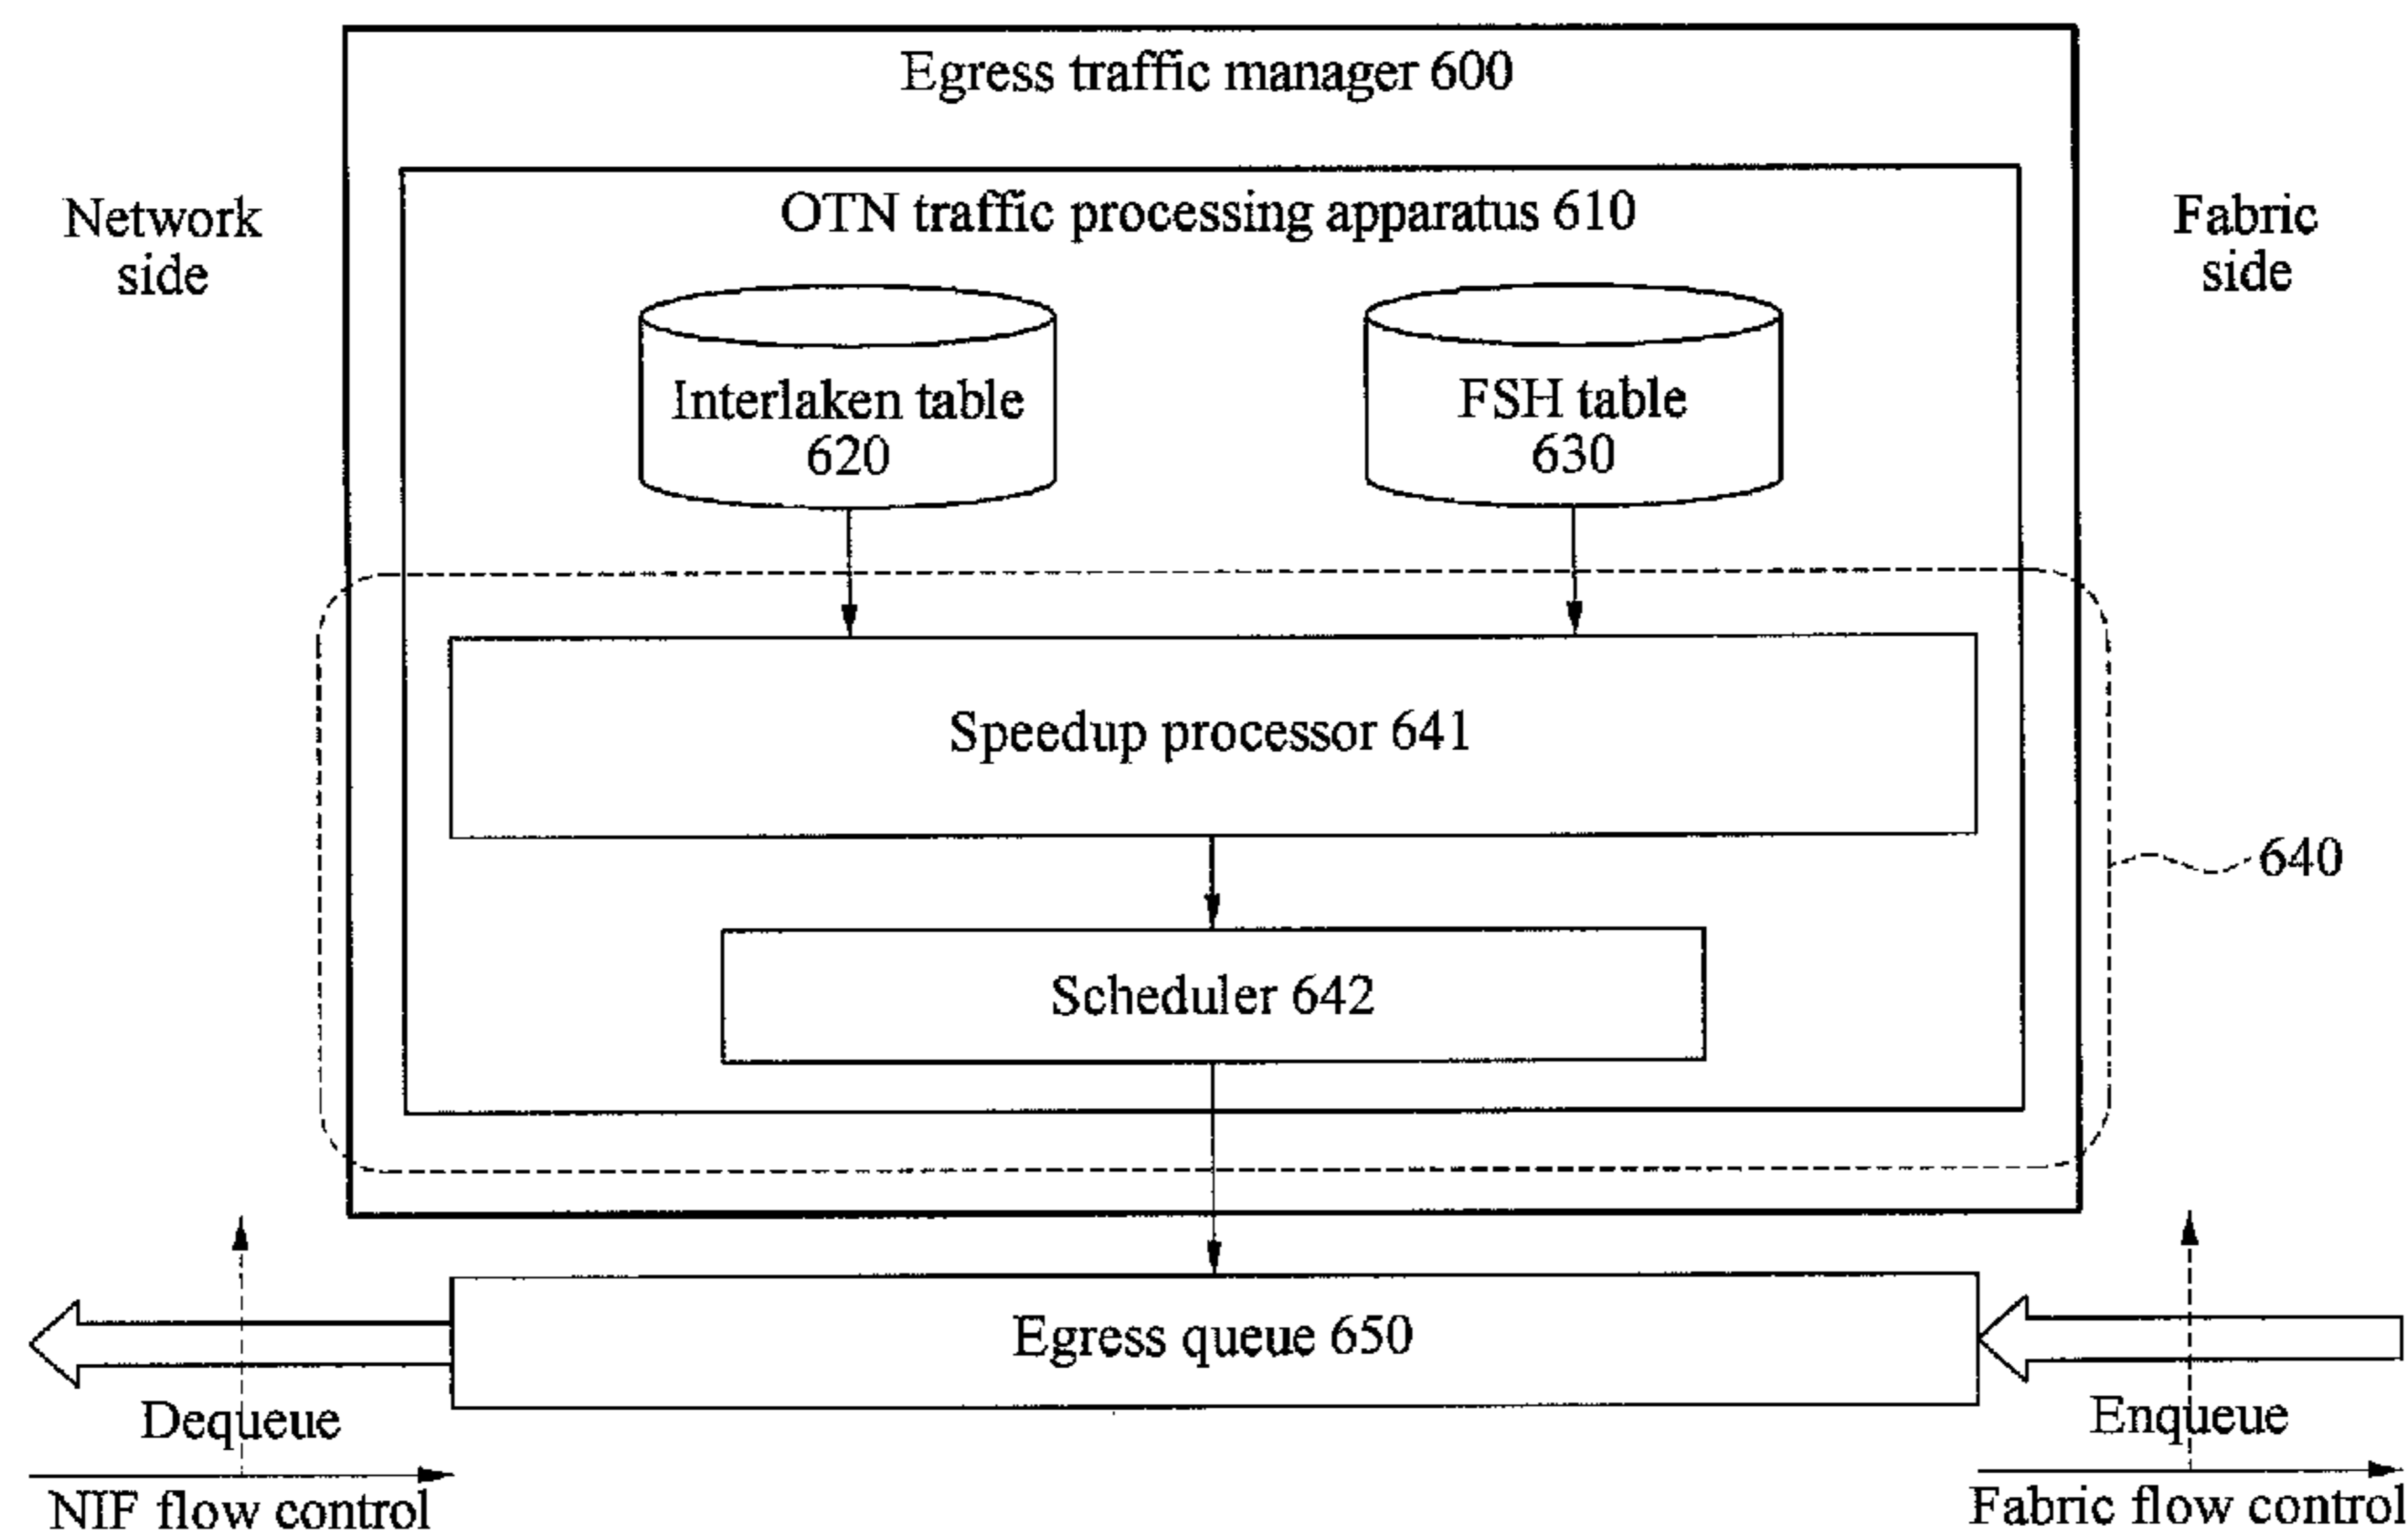 Egress traffic manager 600
OTN traffic processing apparatus 610
Network
side
Fabric
side
Interlaken table
620
FSH table
630
Speedup processor 641
640
Scheduler 642
Egress queue 650
Dequeue
Enqueue
NIF flow control
Fabric flow control